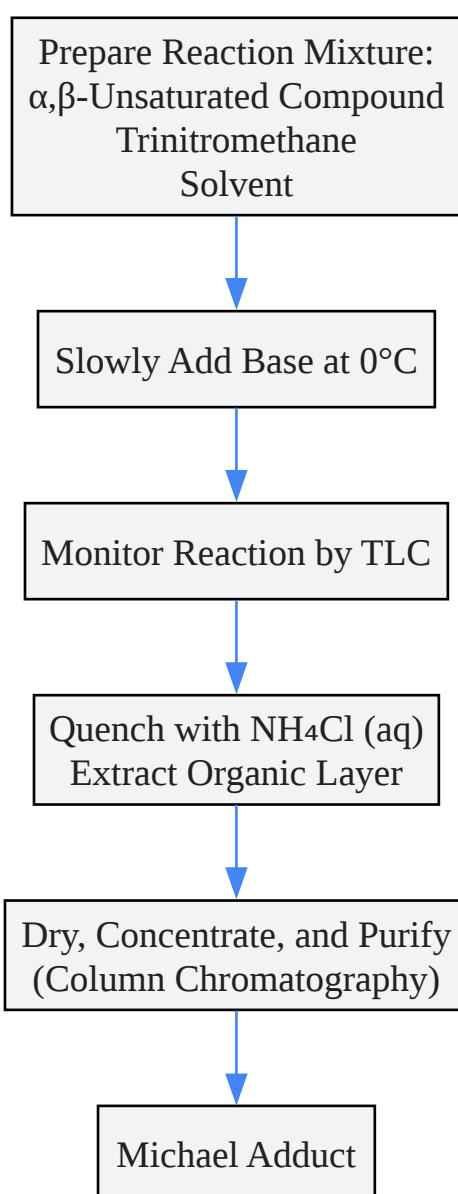 Prepare Reaction Mixture:
α,β-Unsaturated Compound
Trinitromethane
Solvent
Slowly Add Base at 0°C
Monitor Reaction by TLC
Quench with NH₄Cl (aq)
Extract Organic Layer
Dry, Concentrate, and Purify
(Column Chromatography)
Michael Adduct